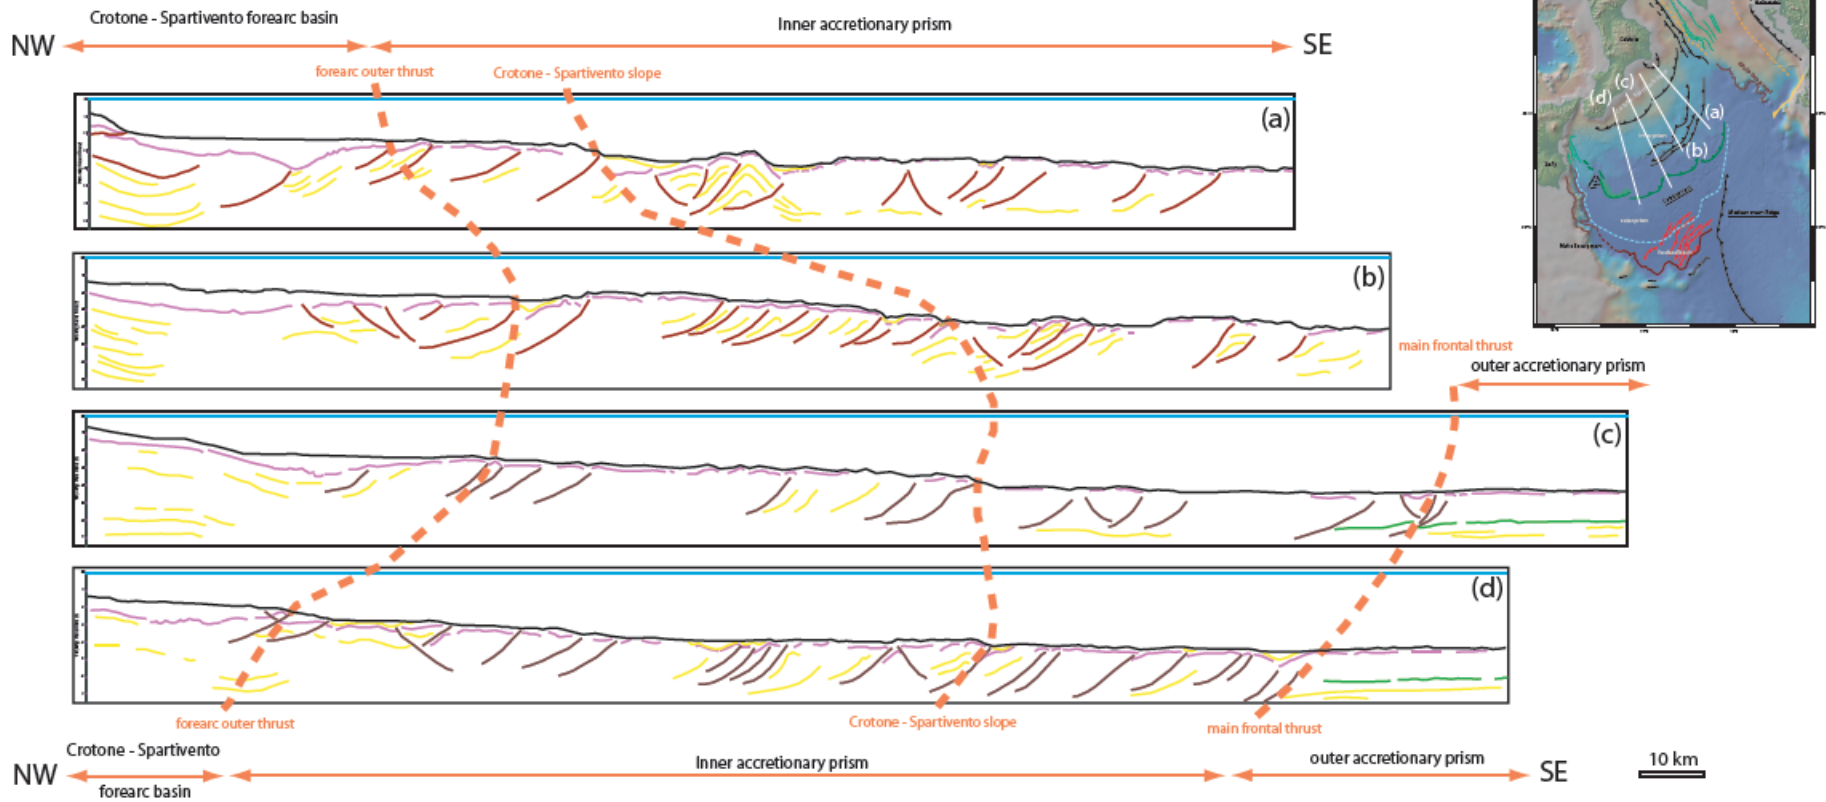 Crotone - Spartivento forearc basin
Inner accretionary prism
NW
SE
forearc outer thrust
Crotone - Spartivento slope
(a)
(b)
main frontal thrust
outer accretionary prism
(c)
(d)
forearc outer thrust
Crotone - Spartivento slope
main frontal thrust
Crotone - Spartivento
forearc basin
NW
Inner accretionary prism
outer accretionary prism
SE
10 km
(c)
(d)
(a)
(b)